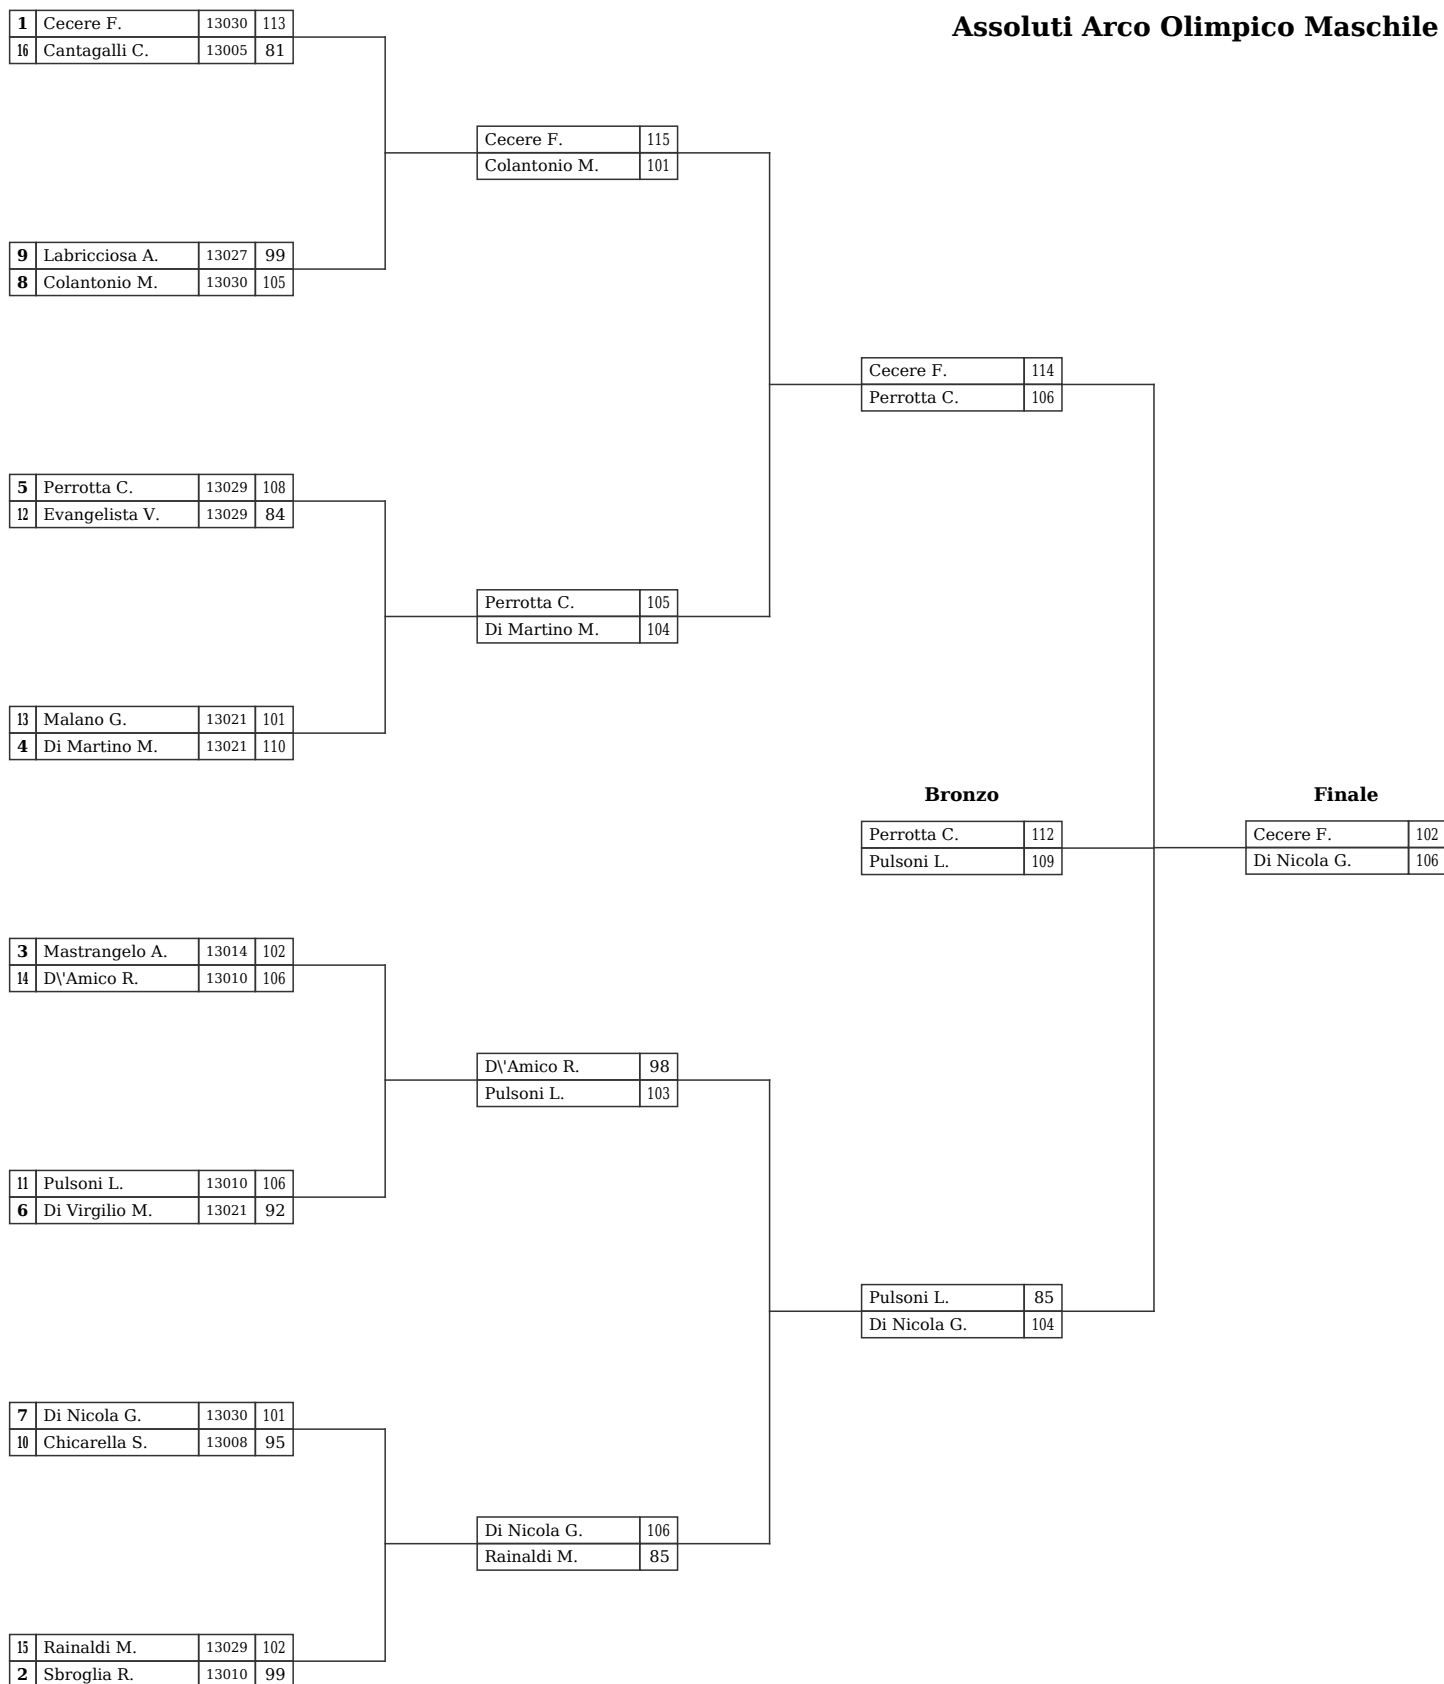 Assoluti Arco Olimpico Maschile
1 Cecere F. 13030 113
16 Cantagalli C. 13005 81
Cecere F. 115
Colantonio M. 101
9 Labricciosa A. 13027 99
8 Colantonio M. 13030 105
Cecere F. 114
Perrotta C. 106
5 Perrotta C. 13029 108
12 Evangelista V. 13029 84
Perrotta C. 105
Di Martino M. 104
13 Malano G. 13021 101
4 Di Martino M. 13021 110
Bronzo
Perrotta C. 112
Pulsoni L. 109
Finale
Cecere F. 102
Di Nicola G. 106
3 Mastrangelo A. 13014 102
14 D\'Amico R. 13010 106
D\'Amico R. 98
Pulsoni L. 103
11 Pulsoni L. 13010 106
6 Di Virgilio M. 13021 92
Pulsoni L. 85
Di Nicola G. 104
7 Di Nicola G. 13030 101
10 Chicarella S. 13008 95
Di Nicola G. 106
Rainaldi M. 85
15 Rainaldi M. 13029 102
2 Sbroglia R. 13010 99